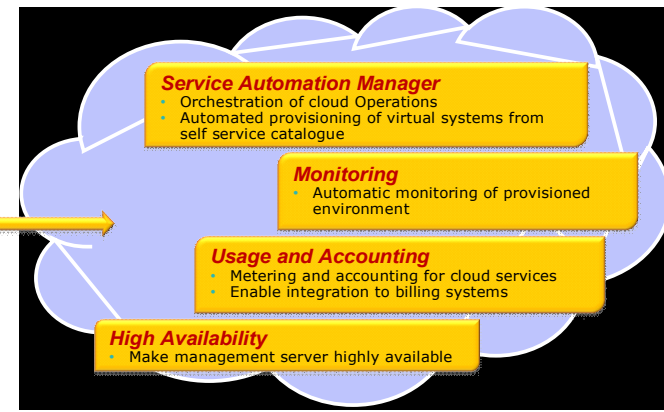 Service Automation Manager
• Orchestration of cloud Operations
• Automated provisioning of virtual systems from
self service catalogue
Monitoring
• Automatic monitoring of provisioned
environment
Usage and Accounting
• Metering and accounting for cloud services
• Enable integration to billing systems
High Availability
• Make management server highly available